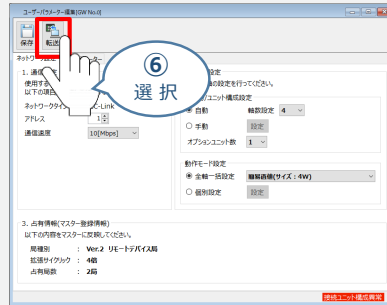 ユーザーパラメーター編集(GW No.0)
保存
転送
⑥
選択
1. 通信
設定
使用する
の設定を行ってください。
以下の項目
ユニット構成設定
ネットワークタイプ
C-Link
自動
軸数設定
4
アドレス
1
手動
設定
通信速度
10[Mbps]
オプションユニット数
1
動作モード設定
全軸一括設定
簡易直値(サイズ：4W)
個別設定
設定
3. 占有情報(マスター登録情報)
以下の内容をマスターに反映してください。
局種別 : Ver.2 リモートデバイス局
拡張サイクリック : 4倍
占有局数 : 2局
接続ユニット構成異常